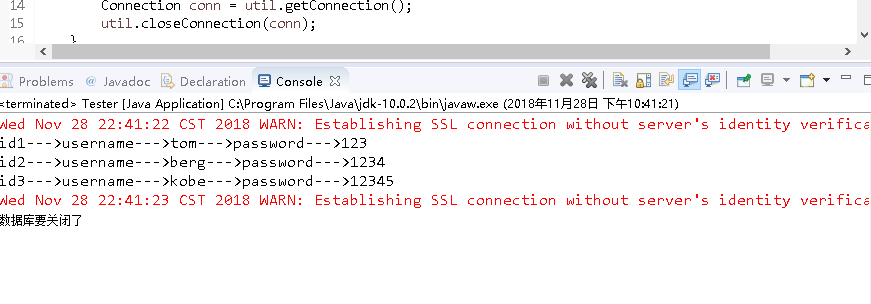 14 Connection conn = util.getConnection();
15 util.closeConnection(conn);
16 }
Problems @ Javadoc Declaration Console
<terminated> Tester [Java Application] C:\Program Files\Java\jdk-10.0.2\bin\javaw.exe (2018年11月28日 下午10:41:21)
Wed Nov 28 22:41:22 CST 2018 WARN: Establishing SSL connection without server's identity verifica
id1--->username--->tom--->password--->123
id2--->username--->berg--->password--->1234
id3--->username--->kobe--->password--->12345
Wed Nov 28 22:41:23 CST 2018 WARN: Establishing SSL connection without server's identity verifica
数据库要关闭了